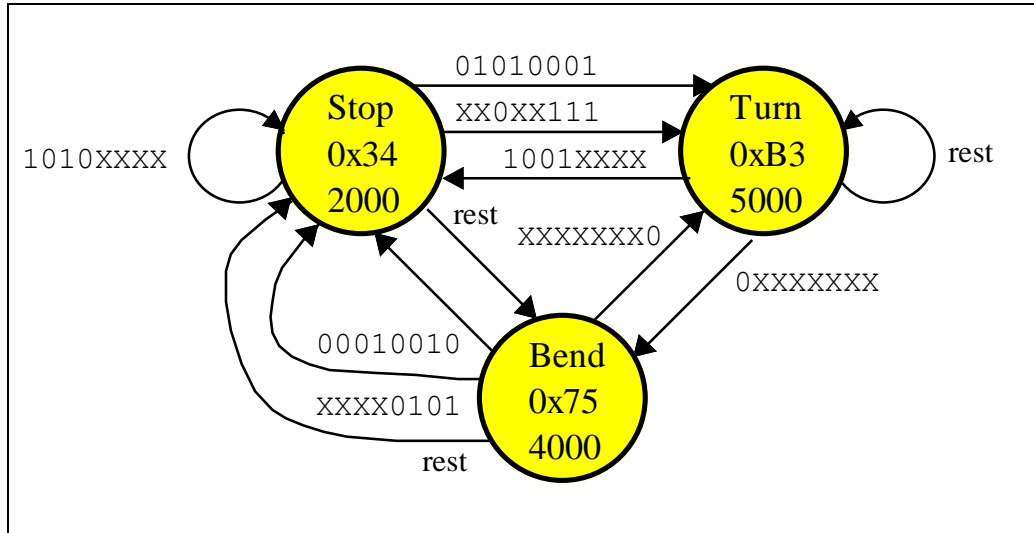 01010001
Stop
0x34
2000
XX0XX111
Turn
0xB3
5000
1010XXXX
1001XXXX
rest
rest
XXXXXXX0
0XXXXXXX
00010010
Bend
0x75
4000
XXXX0101
rest